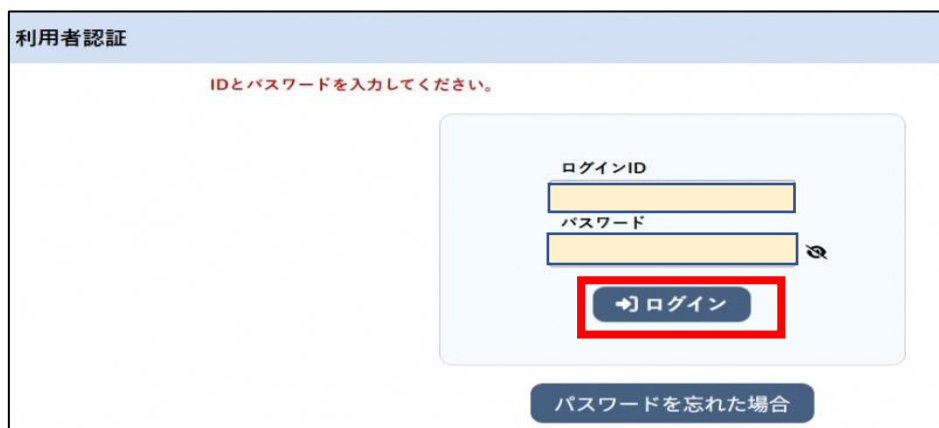 利用者認証
IDとパスワードを入力してください。
ログインID
パスワード
ログイン
パスワードを忘れた場合